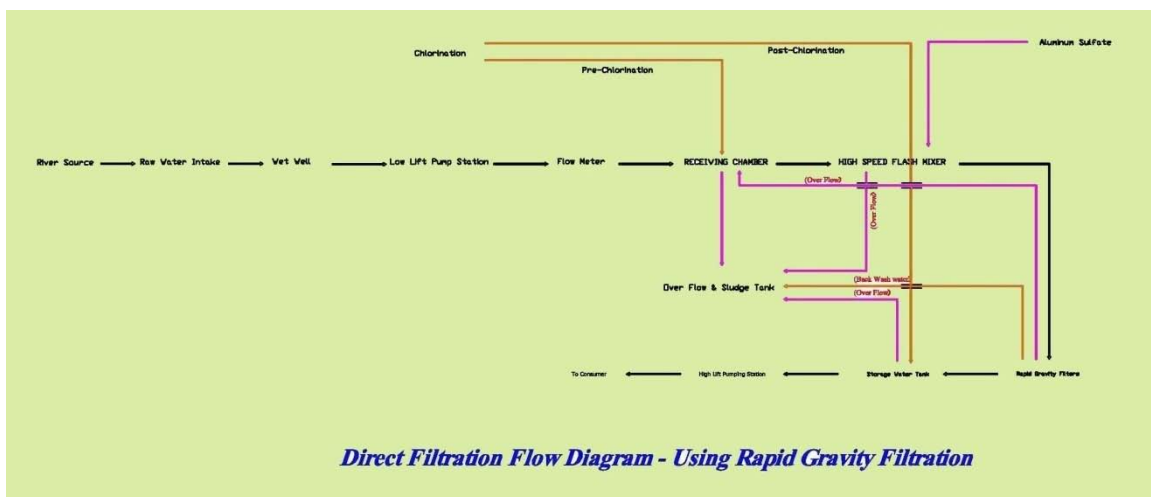 Chlorination
Post-Chlorination
Aluminum Sulfate
Pre-Chlorination
River Source
Raw Water Intake
Wet Well
Low Lift Pump Station
Flow Meter
RECEIVING CHAMBER
HIGH SPEED FLASH MIXER
(Over Flow)
(Over Flow)
Over Flow & Sludge Tank
(Back Wash water)
(Over Flow)
To Consumer
High Lift Pumping Station
Storage Water Tank
Rapid Gravity Filters
Direct Filtration Flow Diagram - Using Rapid Gravity Filtration